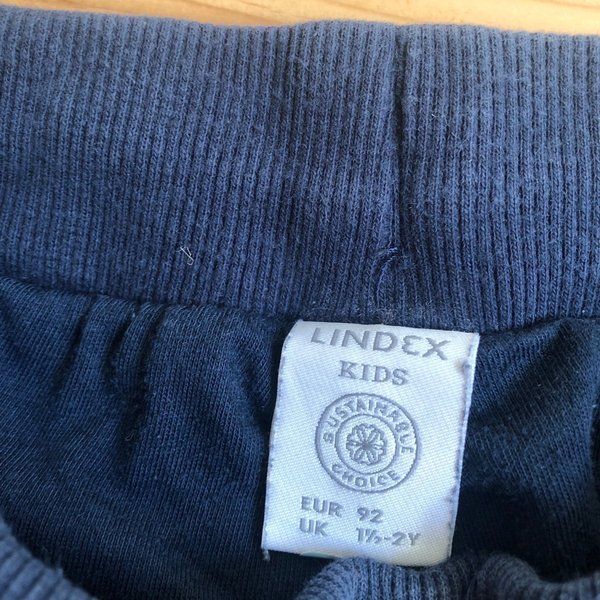 LINDEX
KIDS
SUSTAINABLE
CHOICE
EUR 92
UK 1½-2Y